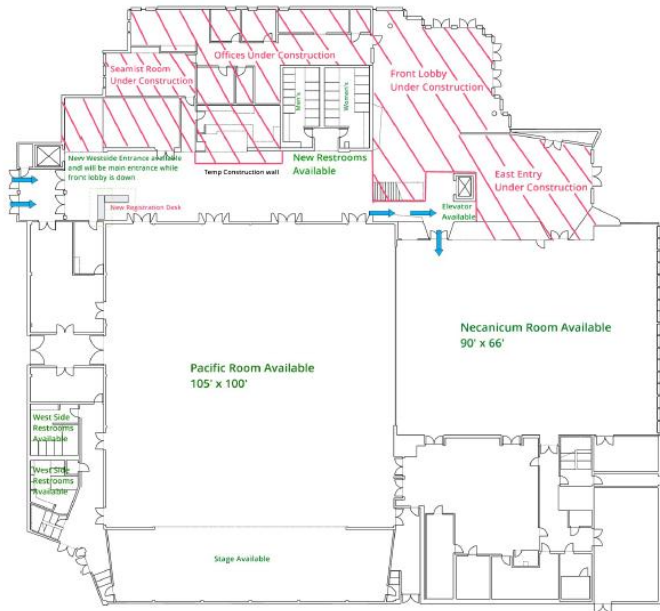 Offices Under Construction
Seamist Room
Under Construction
Front Lobby
Under Construction
Men's
Women's
New Westside Entrance available
and will be main entrance while
front lobby is down
Temp Construction wall
New Restrooms
Available
East Entry
Under Construction
New Registration Desk
Elevator
Available
Necanicum Room Available
90' x 66'
Pacific Room Available
105' x 100'
West Side
Restrooms
Available
West Side
Restrooms
Available
Stage Available